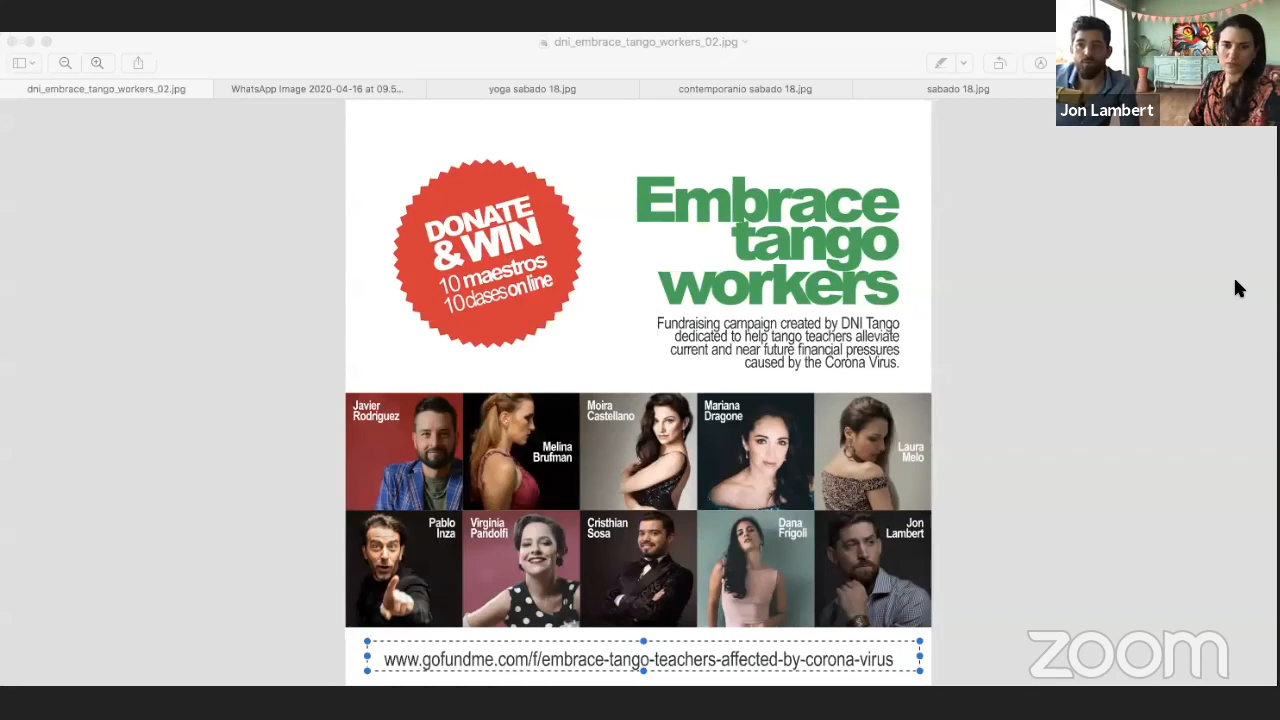 dni_embrace_tango_workers_02.jpg
dni_embrace_tango_workers_02.jpg
WhatsApp Image 2020-04-16 at 09.5...
yoga sabado 18.jpg
contemporanio sabado 18.jpg
sabado 18.jpg
Jon Lambert
DONATE
& WIN
10 maestros
10 clases on line
Embrace
tango
workers
Fundraising campaign created by DNI Tango
dedicated to help tango teachers alleviate
current and near future financial pressures
caused by the Corona Virus.
Javier
Rodríguez
Melina
Brufman
Moira
Castellano
Mariana
Dragone
Laura
Melo
Pablo
Inza
Virginia
Pandolfi
Cristhian
Sosa
Dana
Frigoli
Jon
Lambert
www.gofundme.com/f/embrace-tango-teachers-affected-by-corona-virus
zoom